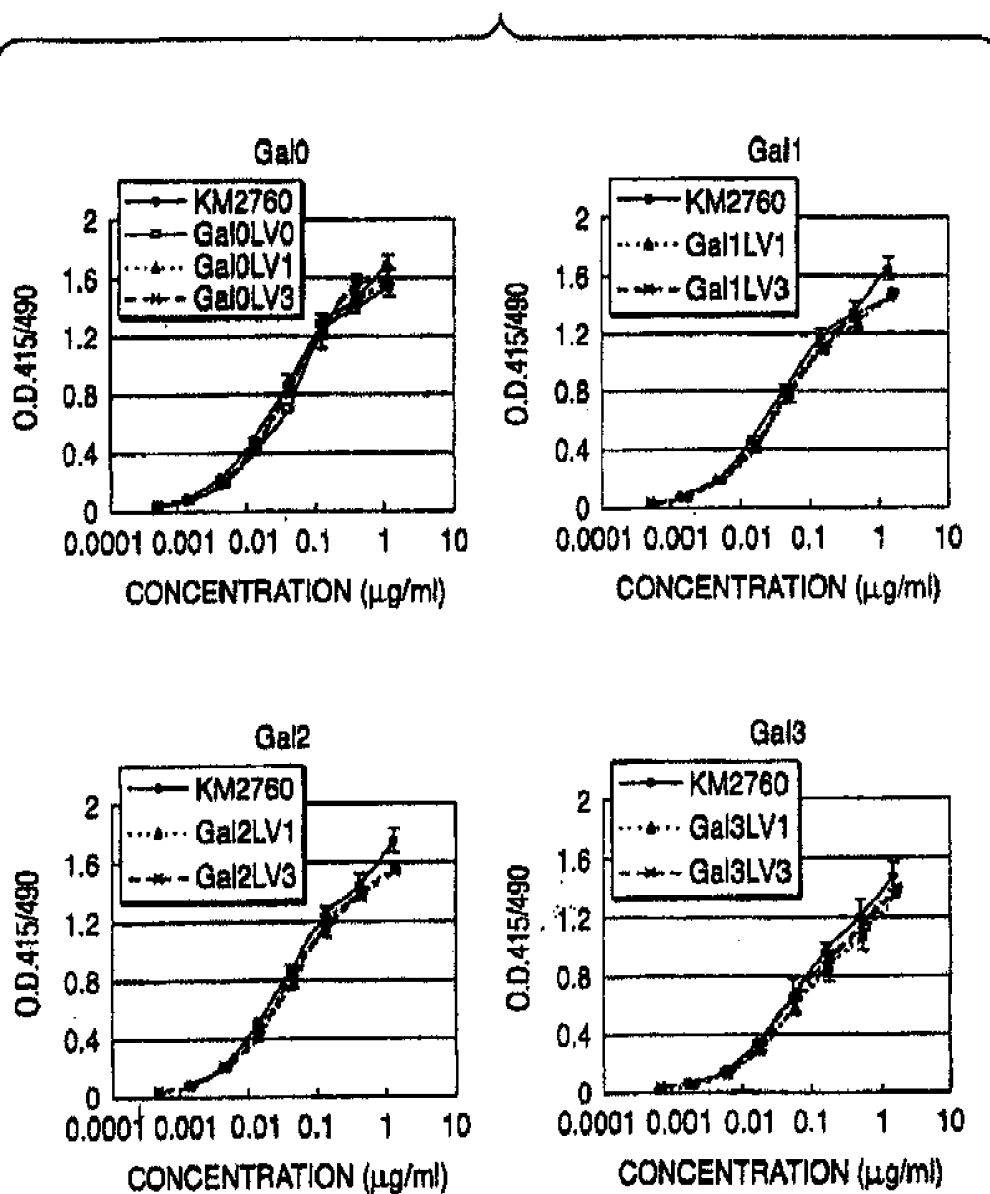 Gal0
KM2760
Gal0LV0
Gal0LV1
Gal0LV3
2
1.6
1.2
0.8
0.4
0
O.D.415/490
0.0001 0.001 0.01 0.1 1 10
CONCENTRATION (μg/ml)
Gal1
KM2760
Gal1LV1
Gal1LV3
2
1.6
1.2
0.8
0.4
0
O.D.415/490
0.0001 0.001 0.01 0.1 1 10
CONCENTRATION (μg/ml)
Gal2
KM2760
Gal2LV1
Gal2LV3
2
1.6
1.2
0.8
0.4
0
O.D.415/490
0.0001 0.001 0.01 0.1 1 10
CONCENTRATION (μg/ml)
Gal3
KM2760
Gal3LV1
Gal3LV3
2
1.6
1.2
0.8
0.4
0
O.D.415/490
0.0001 0.001 0.01 0.1 1 10
CONCENTRATION (μg/ml)